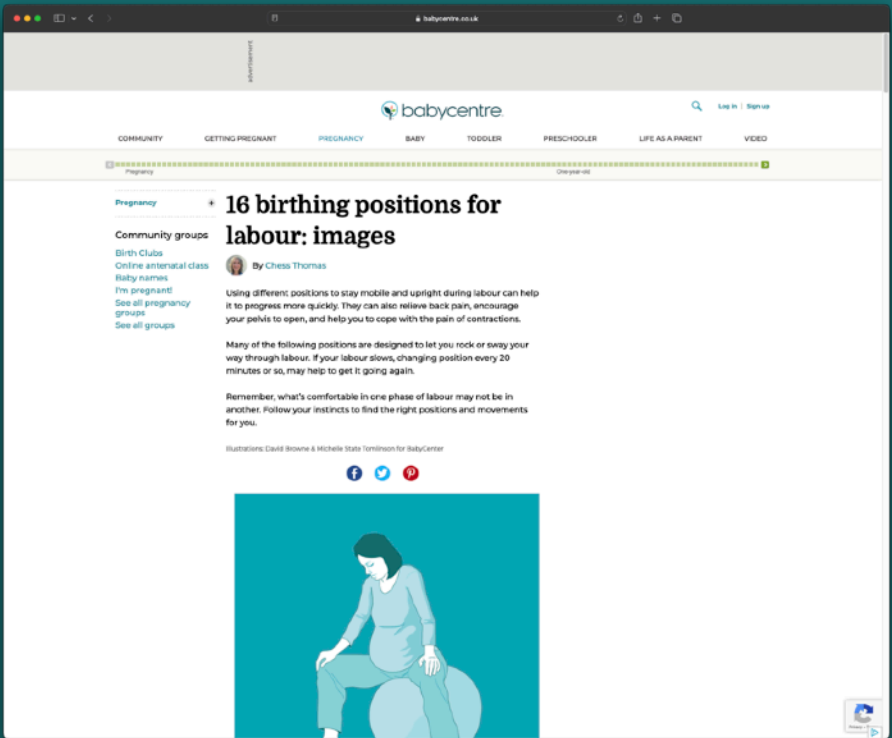 babycentre.co.uk
advertisement
babycentre
Log in | Sign up
COMMUNITY GETTING PREGNANT PREGNANCY BABY TODDLER PRESCHOOLER LIFE AS A PARENT VIDEO
Pregnancy One-year-old
Pregnancy +
Community groups
Birth Clubs
Online antenatal class
Baby names
I'm pregnant!
See all pregnancy
groups
See all groups
16 birthing positions for
labour: images
By Chess Thomas
Using different positions to stay mobile and upright during labour can help
it to progress more quickly. They can also relieve back pain, encourage
your pelvis to open, and help you to cope with the pain of contractions.
Many of the following positions are designed to let you rock or sway your
way through labour. If your labour slows, changing position every 20
minutes or so, may help to get it going again.
Remember, what's comfortable in one phase of labour may not be in
another. Follow your instincts to find the right positions and movements
for you.
Illustrations: David Browne & Michelle State Tomlinson for BabyCenter